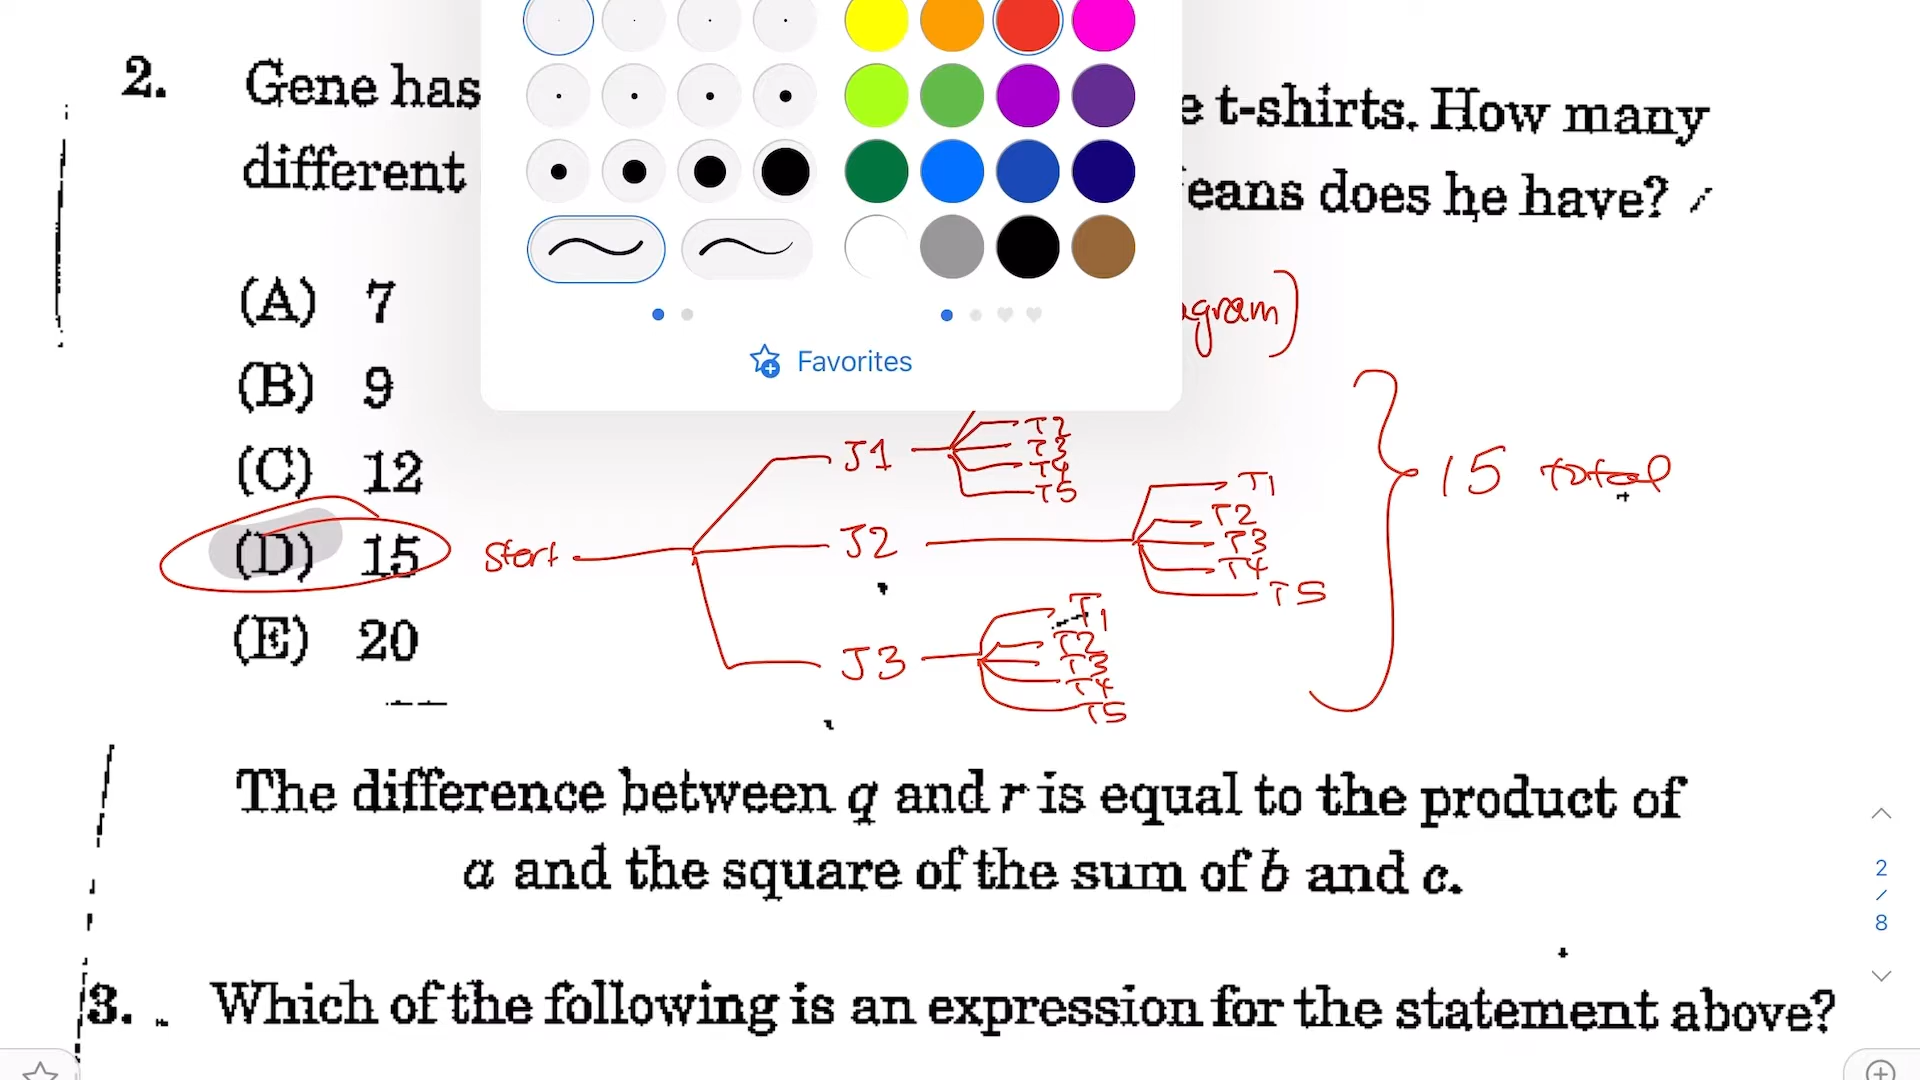 2. Gene has e t-shirts. How many
different eans does he have?
(A) 7
(B) 9
(C) 12
(D) 15
(E) 20
Favorites
agram)
Start
J1
T2
T3
T4
T5
J2
T1
T2
T3
T4
T5
J3
T1
T2
T3
T4
T5
15 total
The difference between q and r is equal to the product of
a and the square of the sum of b and c.
3. Which of the following is an expression for the statement above?
2
/
8